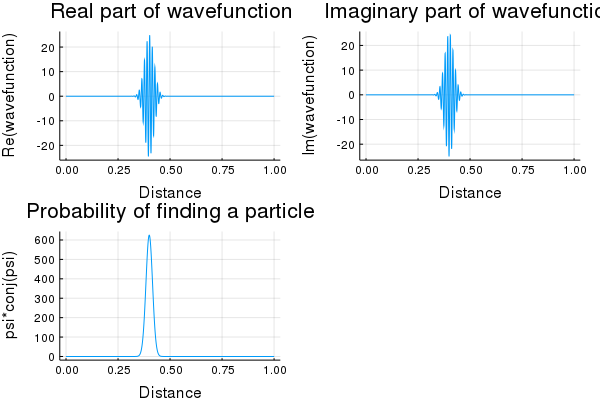 Real part of wavefunction
Re(wavefunction)
20
10
0
-10
-20
0.00 0.25 0.50 0.75 1.00
Distance
Imaginary part of wavefunctio
Im(wavefunction)
20
10
0
-10
-20
0.00 0.25 0.50 0.75 1.00
Distance
Probability of finding a particle
psi*conj(psi)
600
500
400
300
200
100
0
0.00 0.25 0.50 0.75 1.00
Distance